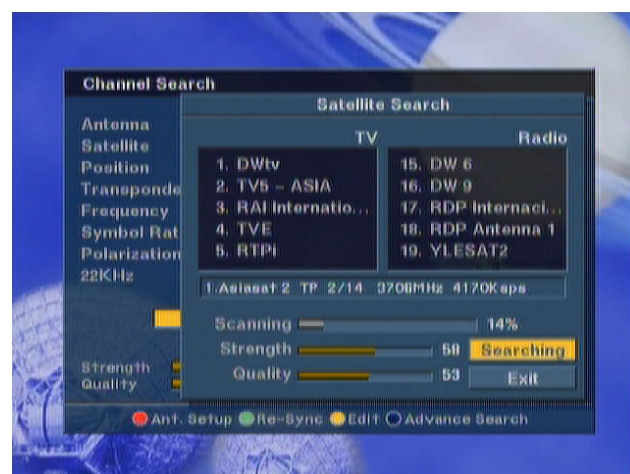 Channel Search
Satellite Search
Antenna
Satellite
Position
Transponde
Frequency
Symbol Rat
Polarization
22KHz
Strength
Quality
TV
1. DWtv
2. TV5 - ASIA
3. RAI Internatio...
4. TVE
5. RTPi
Radio
15. DW 6
16. DW 9
17. RDP Internaci...
18. RDP Antenna 1
19. YLESAT2
1.Asiasat 2 TP 2/14 3706MHz 4170Ksps
Scanning 14%
Strength 58 Searching
Quality 53 Exit
Ant. Setup Re-Sync Edit Advance Search